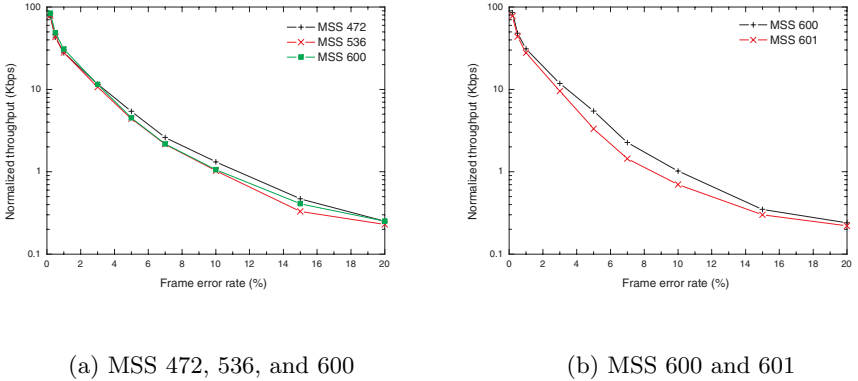 100
10
1
0.1
Normalized throughput (Kbps)
0 2 4 6 8 10 12 14 16 18 20
Frame error rate (%)
MSS 472
MSS 536
MSS 600
(a) MSS 472, 536, and 600
100
10
1
0.1
Normalized throughput (Kbps)
0 2 4 6 8 10 12 14 16 18 20
Frame error rate (%)
MSS 600
MSS 601
(b) MSS 600 and 601